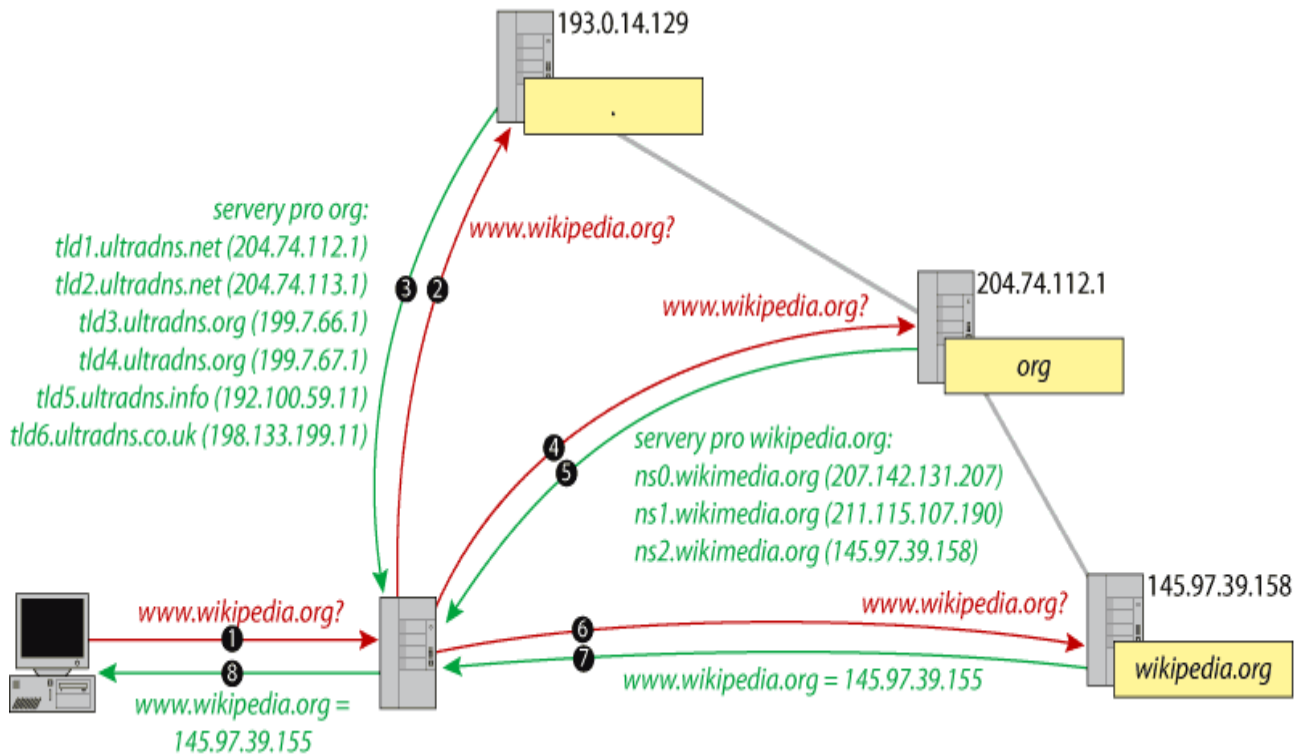 193.0.14.129
.
servery pro org:
tld1.ultradns.net (204.74.112.1)
tld2.ultradns.net (204.74.113.1)
tld3.ultradns.org (199.7.66.1)
tld4.ultradns.org (199.7.67.1)
tld5.ultradns.info (192.100.59.11)
tld6.ultradns.co.uk (198.133.199.11)
3
2
www.wikipedia.org?
204.74.112.1
org
www.wikipedia.org?
4
5
servery pro wikipedia.org:
ns0.wikimedia.org (207.142.131.207)
ns1.wikimedia.org (211.115.107.190)
ns2.wikimedia.org (145.97.39.158)
145.97.39.158
wikipedia.org
www.wikipedia.org?
1
8
www.wikipedia.org =
145.97.39.155
www.wikipedia.org?
6
7
www.wikipedia.org = 145.97.39.155